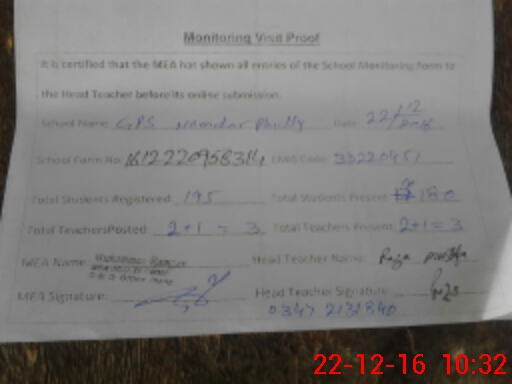 Monitoring Visit Proof
It is certified that the MEA has shown all entries of the School Monitoring Form to
the Head Teacher before its online submission.
School Name: GPS Namdar Phully Date: 22/12/2016
School Form No: 161222095831 EMIS Code: 33220451
Total Students Registered: 195 Total Students Present: 180
Total Teachers Posted: 2+1 = 3 Total Teachers Present: 2+1=3
MEA Name: Head Teacher Name: Raza
MEA Signature: Head Teacher Signature
0347 2131840
22-12-16 10:32